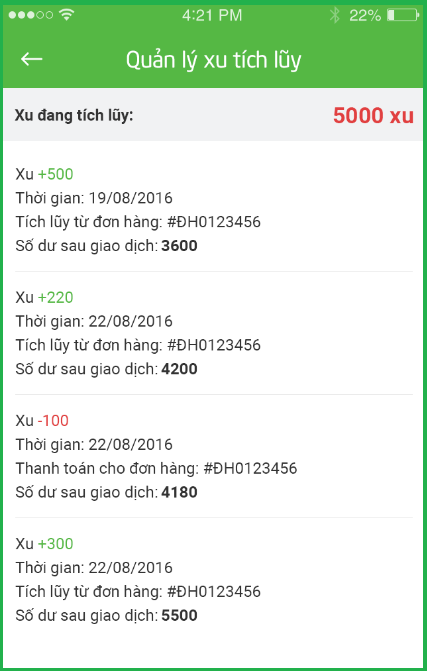 4:21 PM 22%
Quản lý xu tích lũy
Xu đang tích lũy: 5000 xu
Xu +500
Thời gian: 19/08/2016
Tích lũy từ đơn hàng: #ĐH0123456
Số dư sau giao dịch: 3600
Xu +220
Thời gian: 22/08/2016
Tích lũy từ đơn hàng: #ĐH0123456
Số dư sau giao dịch: 4200
Xu -100
Thời gian: 22/08/2016
Thanh toán cho đơn hàng: #ĐH0123456
Số dư sau giao dịch: 4180
Xu +300
Thời gian: 22/08/2016
Tích lũy từ đơn hàng: #ĐH0123456
Số dư sau giao dịch: 5500